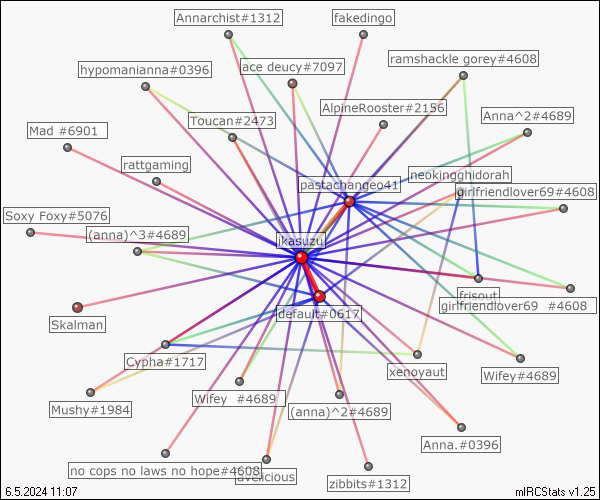 Annarchist#1312
fakedingo
ramshackle gorey#4608
ace deucy#7097
hypomanianna#0396
AlpineRooster#2156
Anna^2#4689
Toucan#2473
Mad #6901
rattgaming
neokingghidorah
pastachangeo41
girlfriendlover69#4608
Soxy Foxy#5076
(anna)^3#4689
ikasuzu
frisout
girlfriendlover69 #4608
default#0617
Skalman
Cypha#1717
xenoyaut
Wifey#4689
Wifey #4689
(anna)^2#4689
Mushy#1984
Anna.#0396
no cops no laws no hope#4608
zibbits#1312
6.5.2024 11:07
mIRCStats v1.25